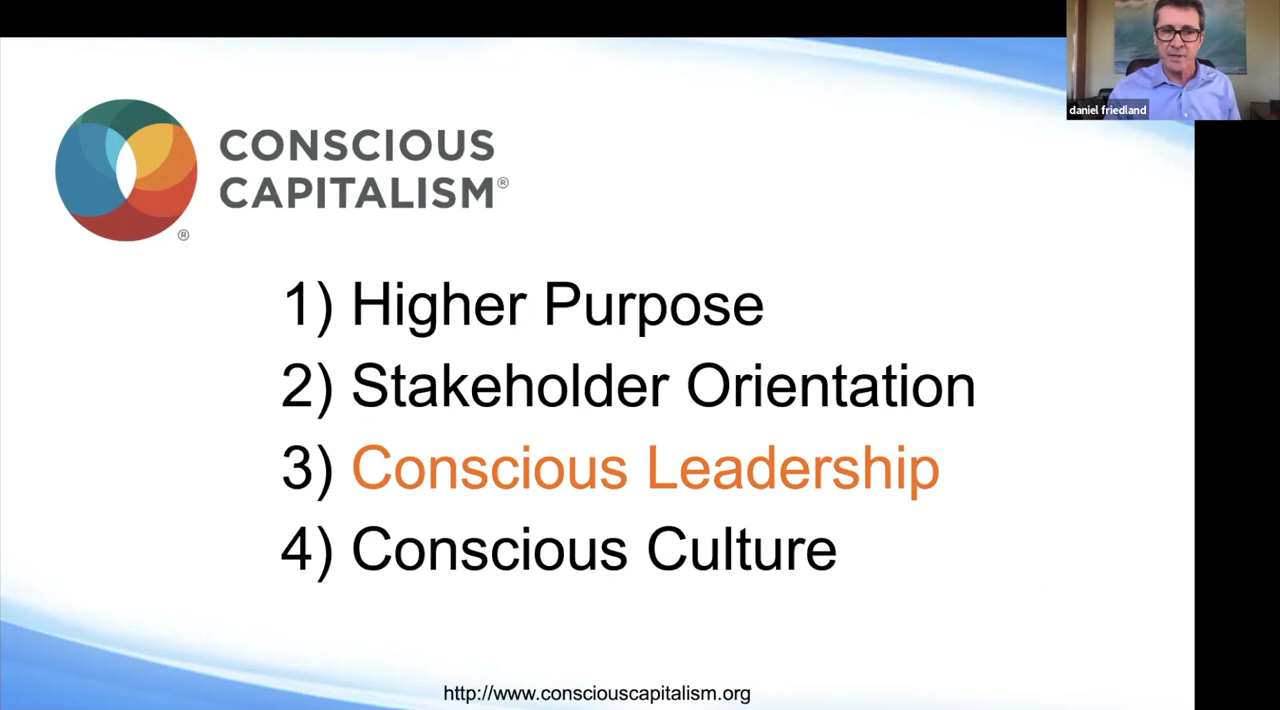 daniel friedland
CONSCIOUS
CAPITALISM®
®
1) Higher Purpose
2) Stakeholder Orientation
3) Conscious Leadership
4) Conscious Culture
http://www.consciouscapitalism.org